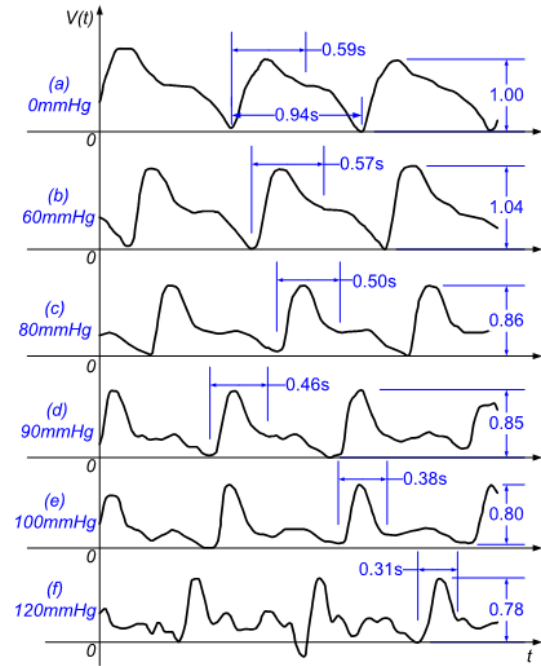 V(t)
(a)
0mmHg
0.59s
0.94s
1.00
0
(b)
60mmHg
0.57s
1.04
0
(c)
80mmHg
0.50s
0.86
0
(d)
90mmHg
0.46s
0.85
0
(e)
100mmHg
0.38s
0.80
0
(f)
120mmHg
0.31s
0.78
0
t